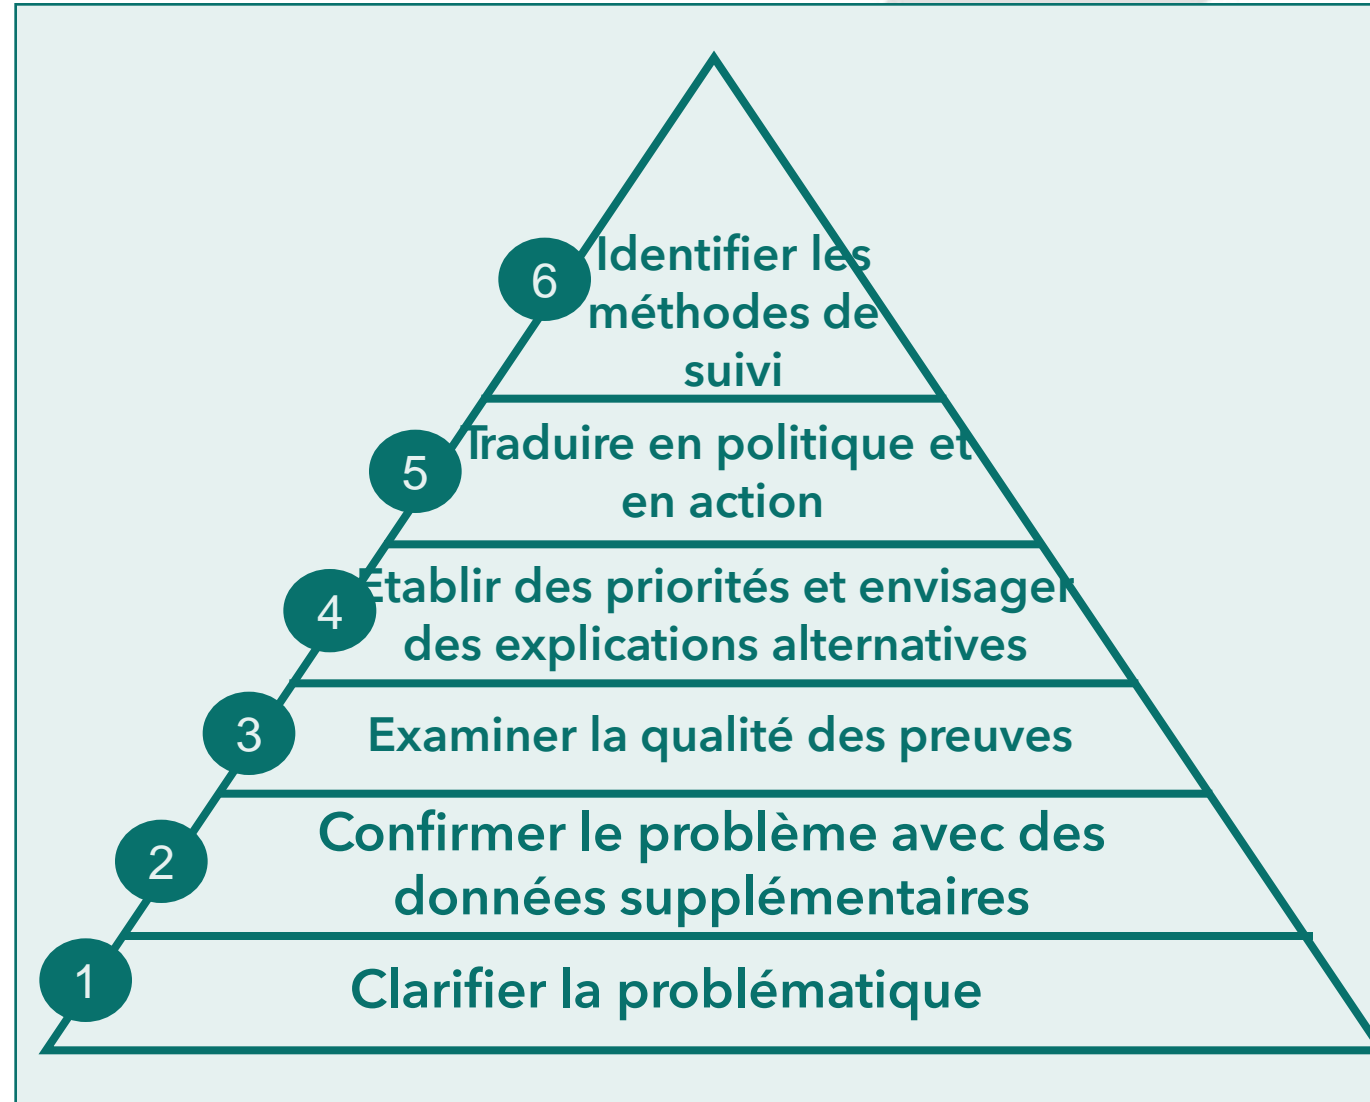 6
Identifier les
méthodes de
suivi
5
Traduire en politique et
en action
4
Établir des priorités et envisager
des explications alternatives
3
Examiner la qualité des preuves
2
Confirmer le problème avec des
données supplémentaires
1
Clarifier la problématique